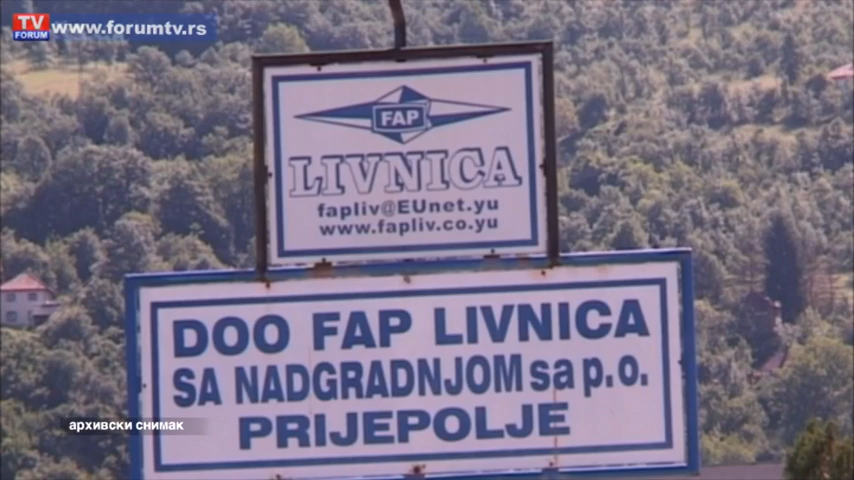 TV FORUM
www.forumtv.rs
FAP
LIVNICA
fapliv@EUnet.yu
www.fapliv.co.yu
DOO FAP LIVNICA
SA NADGRADNJOM sa p. o.
PRIJEPOLJE
архивски снимак